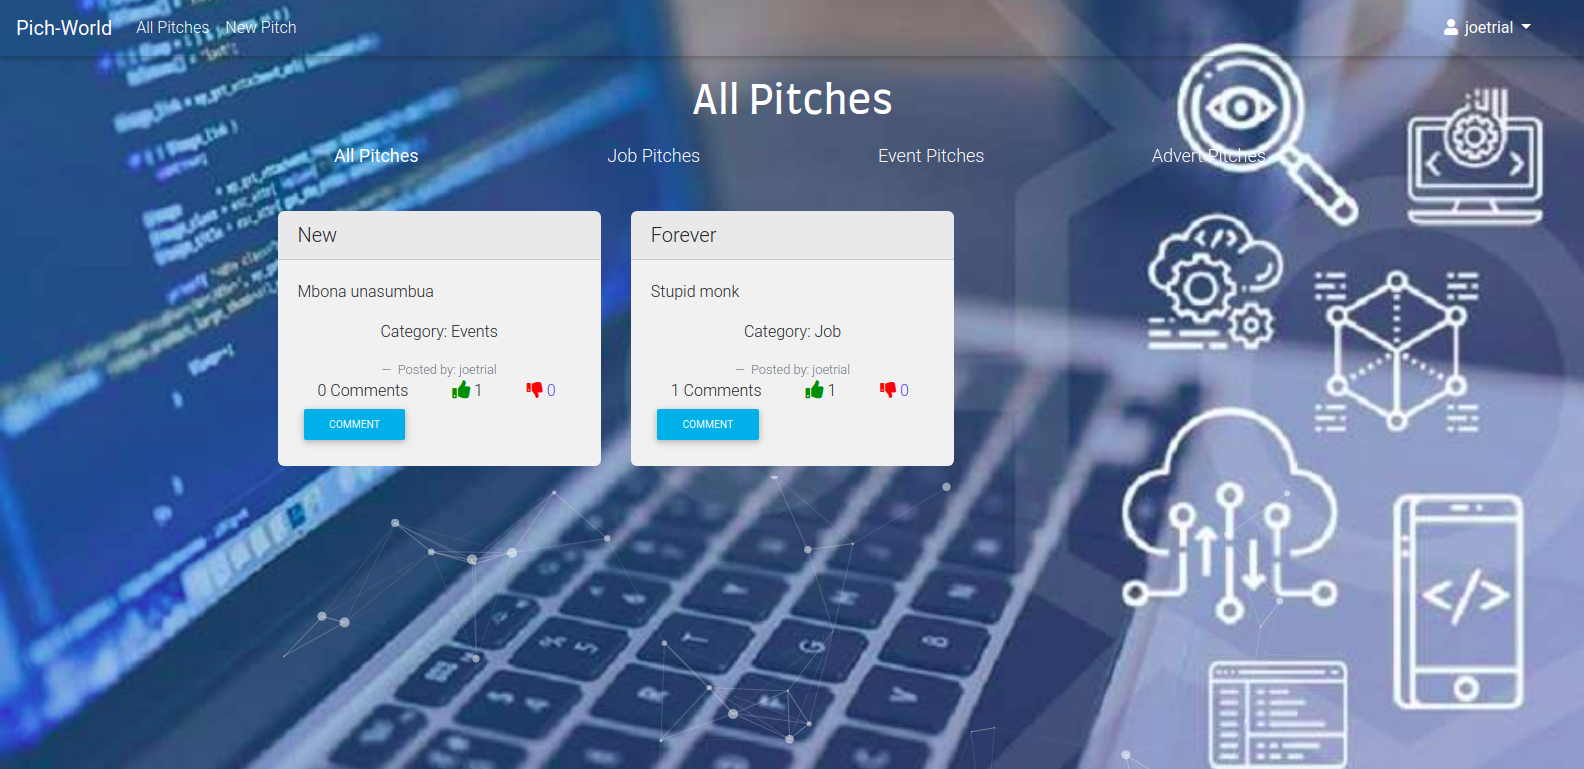 Pich-World All Pitches New Pitch joetrial
All Pitches
All Pitches Job Pitches Event Pitches Advert Pitches
New
Mbona unasumbua
Category: Events
— Posted by: joetrial
0 Comments 1 0
COMMENT
Forever
Stupid monk
Category: Job
— Posted by: joetrial
1 Comments 1 0
COMMENT